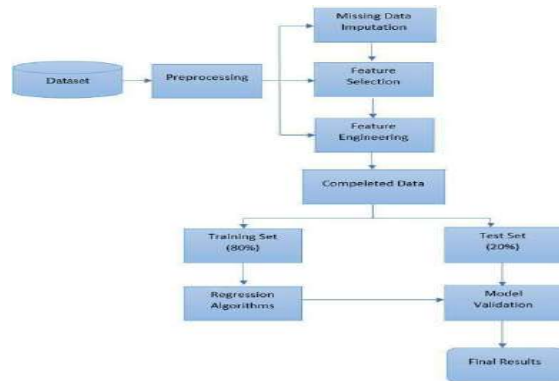 Missing Data
Imputation
Dataset
Preprocessing
Feature
Selection
Feature
Engineering
Compeleted Data
Training Set
(80%)
Test Set
(20%)
Regression
Algorithms
Model
Validation
Final Results